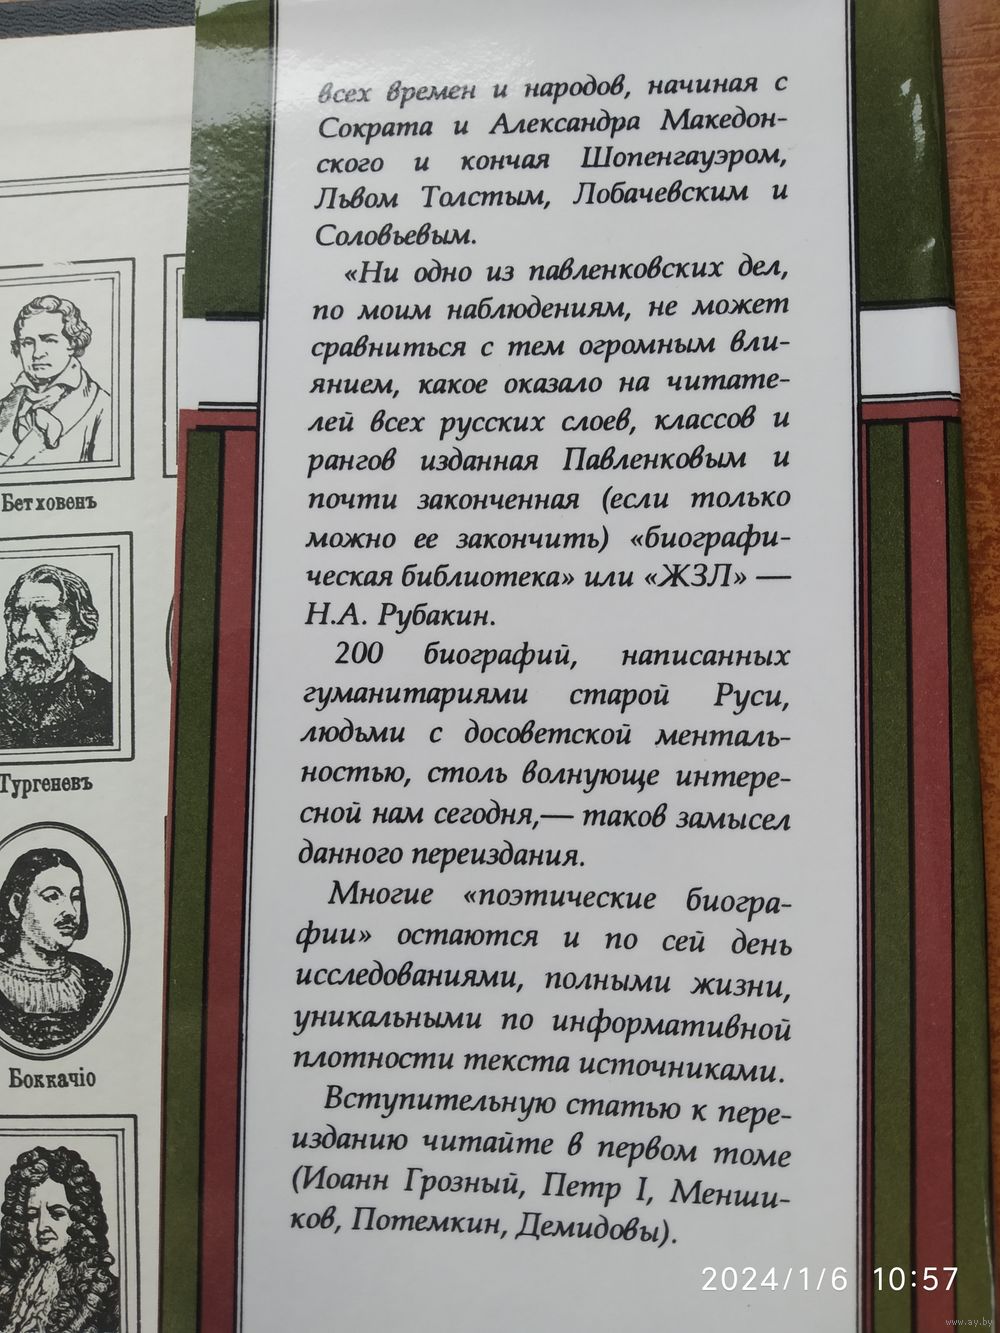 всех времен и народов, начиная с
Сократа и Александра Македон-
ского и кончая Шопенгауэром,
Львом Толстым, Лобачевским и
Соловьевым.
«Ни одно из павленковских дел,
по моим наблюдениям, не может
сравниться с тем огромным вли-
янием, какое оказало на читате-
лей всех русских слоев, классов и
рангов изданная Павленковым и
почти законченная (если только
можно ее закончить) «биографи-
ческая библиотека» или «ЖЗЛ» —
Н.А. Рубакин.
200 биографий, написанных
гуманитариями старой Руси,
людьми с досоветской менталь-
ностью, столь волнующе интере-
сной нам сегодня,— таков замысел
данного переиздания.
Многие «поэтические биогра-
фии» остаются и по сей день
исследованиями, полными жизни,
уникальными по информативной
плотности текста источниками.
Вступительную статью к пере-
изданию читайте в первом томе
(Иоанн Грозный, Петр I, Менши-
ков, Потемкин, Демидовы).
Бетховенъ
Тургеневъ
Боккачіо
2024/1/6 10:57
www.ay.by